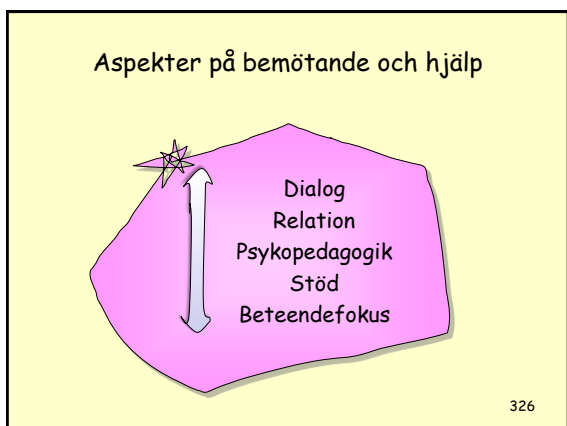 Aspekter på bemötande och hjälp
Dialog
Relation
Psykopedagogik
Stöd
Beteendefokus
326